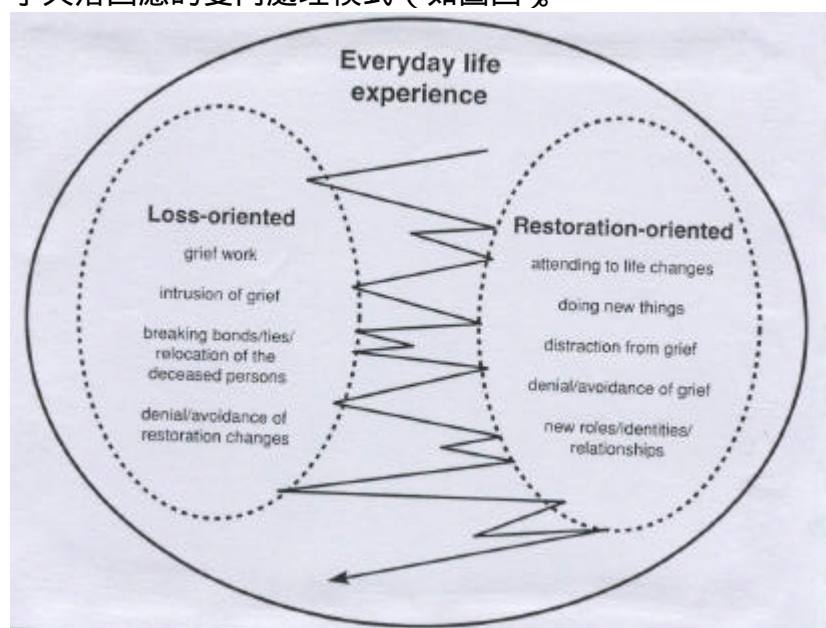 Everyday life
experience
Loss-oriented
grief work
intrusion of grief
breaking bonds/ties/
relocation of the
deceased persons
denial/avoidance of
restoration changes
Restoration-oriented
attending to life changes
doing new things
distraction from grief
denial/avoidance of grief
new roles/identities/
relationships